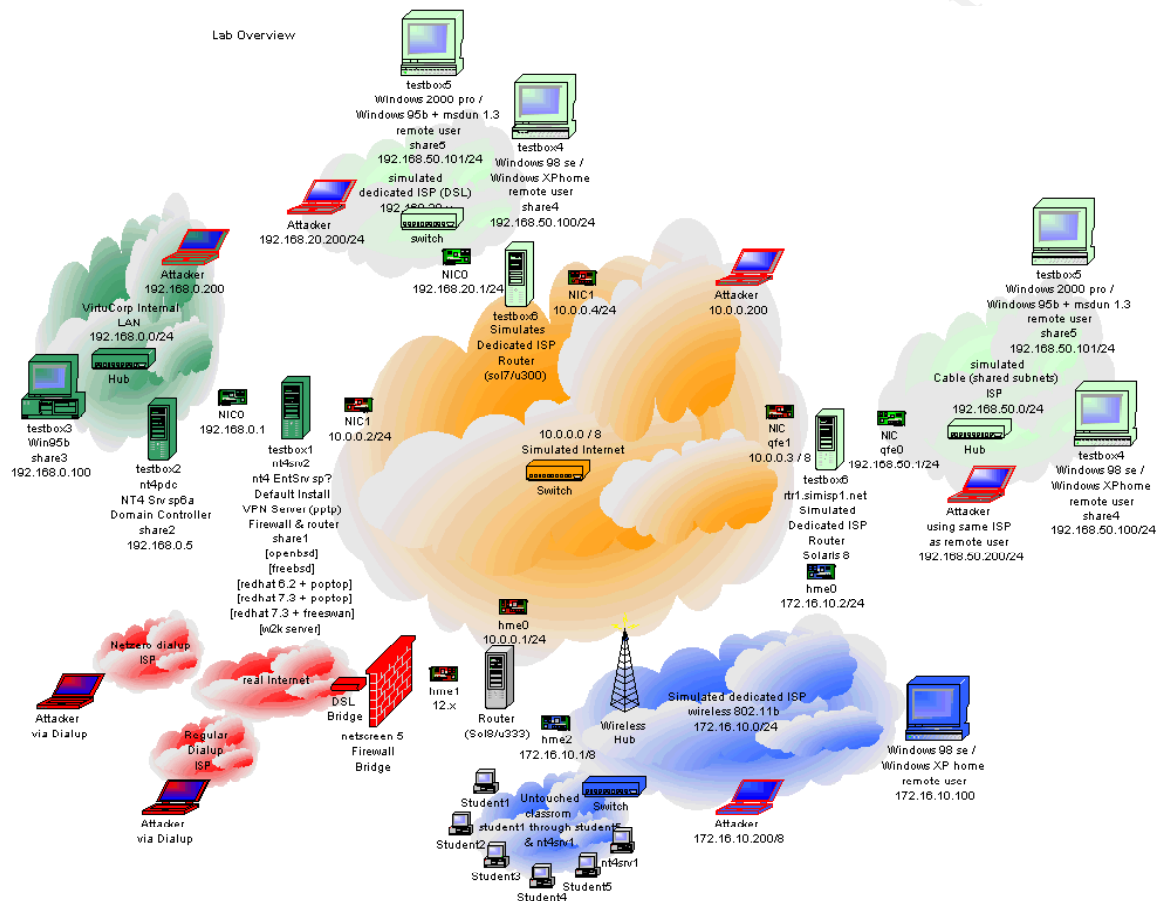 Lab Overview
testbox5
Windows 2000 pro /
Windows 95b + msdun 1.3
remote user
share5
192.168.50.101/24
simulated
dedicated ISP (DSL)
switch
testbox4
Windows 98 se /
Windows XPhome
remote user
share4
192.168.50.100/24
Attacker
192.168.20.200/24
NIC0
192.168.20.1/24
testbox6
Simulates
Dedicated ISP
Router
(sol7/u300)
NIC1
10.0.0.4/24
Attacker
10.0.0.200
Attacker
192.168.0.200
VirtuCorp Internal
LAN
192.168.0.0/24
Hub
testbox3
Win95b
share3
192.168.0.100
testbox2
nt4pdc
NT4 Srv sp6a
Domain Controller
share2
192.168.0.5
NIC0
192.168.0.1
testbox1
nt4srv2
nt4 EntSrv sp?
Default Install
VPN Server (pptp)
Firewall & router
share1
[openbsd]
[freebsd]
[redhat 6.2 + poptop]
[redhat 7.3 + poptop]
[redhat 7.3 + freeswan]
[w2k server]
NIC1
10.0.0.2/24
10.0.0.0 / 8
Simulated Internet
Switch
NIC
qfe1
10.0.0.3 / 8
testbox6
rtr1.simisp1.net
Simulated
Dedicated ISP
Router
Solaris 8
NIC
qfe0
192.168.50.1/24
hme0
172.16.10.2/24
testbox5
Windows 2000 pro /
Windows 95b + msdun 1.3
remote user
share5
192.168.50.101/24
simulated
Cable (shared subnets)
ISP
192.168.50.0/24
Hub
testbox4
Windows 98 se /
Windows XPhome
remote user
share4
192.168.50.100/24
Attacker
using same ISP
as remote user
192.168.50.200/24
Netzero dialup
ISP
Attacker
via Dialup
real Internet
Regular
Dialup
ISP
Attacker
via Dialup
DSL
Bridge
netscreen 5
Firewall
Bridge
hme1
12.x
hme0
10.0.0.1/24
Router
(Sol8/u333)
hme2
172.16.10.1/8
Wireless
Hub
Simulated dedicated ISP
wireless 802.11b
172.16.10.0/24
Windows 98 se /
Windows XP home
remote user
172.16.10.100
Switch
Attacker
172.16.10.200/8
Untouched
classrom
student1 through student5
& nt4srv1
Student1
Student2
Student3
Student4
Student5
nt4srv1